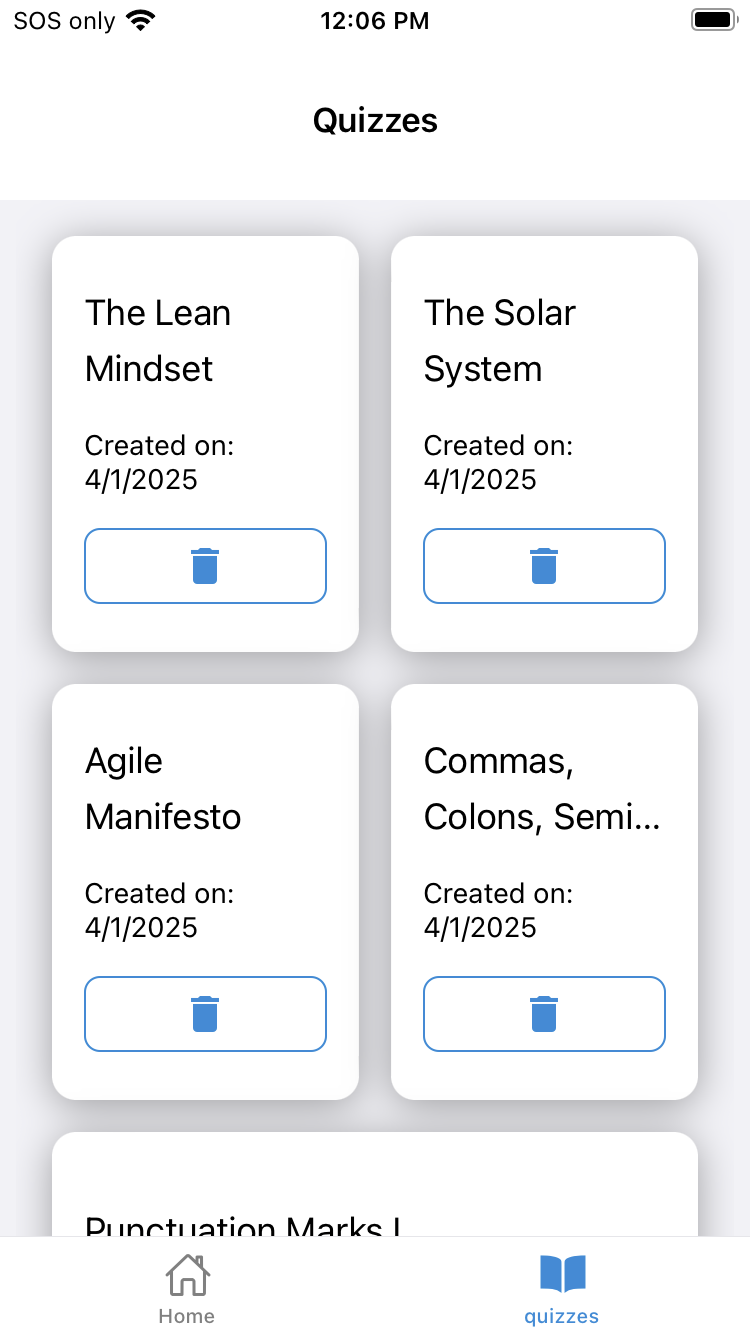 SOS only
12:06 PM
Quizzes
The Lean
Mindset
Created on:
4/1/2025
The Solar
System
Created on:
4/1/2025
Agile
Manifesto
Created on:
4/1/2025
Commas,
Colons, Semi...
Created on:
4/1/2025
Punctuation Marks I
Home
quizzes